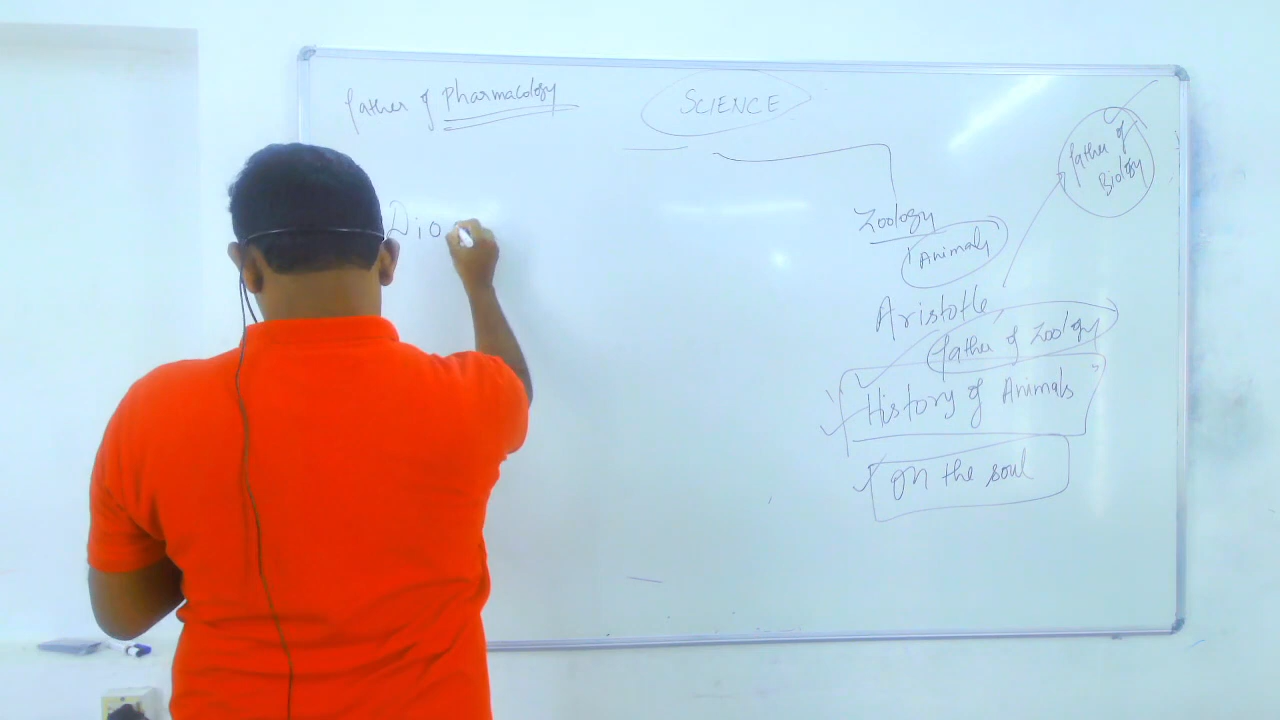 father of pharmacology
SCIENCE
father of
Biology
Dio
Zoology
Animals
Aristotle
father of Zoology
History of Animals
on the soul